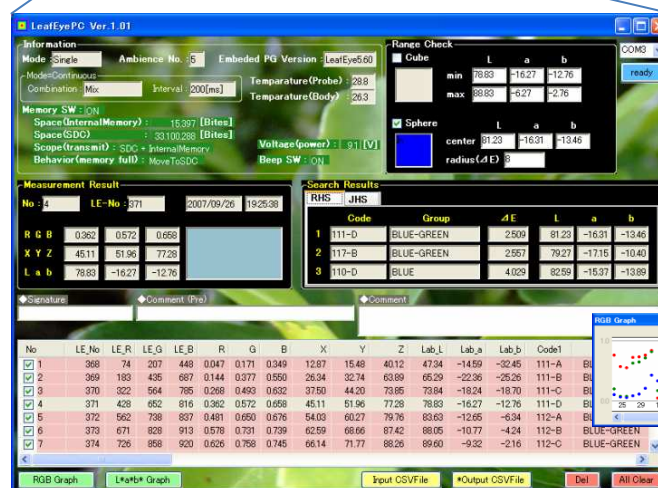 LeafEyePC Ver.1.01
Information
Mode : Single Ambience No. : 5 Embeded PG Version : LeafEye5.60
Mode=Continuous
Combination : Mix Interval : 200[ms]
Temparature(Probe) : 28.8
Temparature(Body) : 26.3
Memory SW : ON
Space(InternalMemory) : 15,397 [Bites]
Space(SDC) : 33,100,288 [Bites]
Scope(transmit) : SDC + InternalMemory
Behavior(memory full) : MoveToSDC
Voltage(power) : 9.1 [V]
Beep SW : ON
Range Check
Cube
L a b
min 78.83 -16.27 -12.76
max 88.83 -6.27 -2.76
Sphere
L a b
center 81.23 -16.31 -13.46
radius(⊿E) 8
COM3
ready
Measurement Result
No : 4 LE-No : 371 2007/09/26 19:25:38
R G B 0.362 0.572 0.658
X Y Z 45.11 51.96 77.28
L a b 78.83 -16.27 -12.76
Search Results
RHS JHS
Code Group ⊿E L a b
1 111-D BLUE-GREEN 2.509 81.23 -16.31 -13.46
2 117-B BLUE-GREEN 2.557 79.27 -17.15 -10.40
3 110-D BLUE 4.029 82.59 -15.37 -13.89
◆Signature ◆Comment (Pre) ◆Comment
No LE_No LE_R LE_G LE_B R G B X Y Z Lab_L Lab_a Lab_b Code1
1 368 74 207 448 0.047 0.171 0.349 12.87 15.48 40.12 47.34 -14.59 -32.45 111-A BL
2 369 183 435 687 0.144 0.377 0.550 26.34 32.74 63.89 65.29 -22.36 -25.26 111-B BL
3 370 322 564 785 0.268 0.493 0.632 37.50 44.20 73.85 73.84 -18.24 -18.70 111-C BL
4 371 428 652 816 0.362 0.572 0.658 45.11 51.96 77.28 78.83 -16.27 -12.76 111-D BL
5 372 562 738 837 0.481 0.650 0.676 54.03 60.27 79.76 83.63 -12.65 -6.34 112-A BL
6 373 671 828 913 0.578 0.731 0.739 62.59 68.66 87.42 88.05 -10.77 -4.24 112-B BLUE-GREEN
7 374 726 858 920 0.626 0.758 0.745 66.14 71.77 88.26 89.60 -9.32 -2.16 112-C BLUE-GREEN
RGB Graph
1.0
25 29
RGB Graph L*a*b* Graph Input CSVFile *Output CSVFile Del All Clear